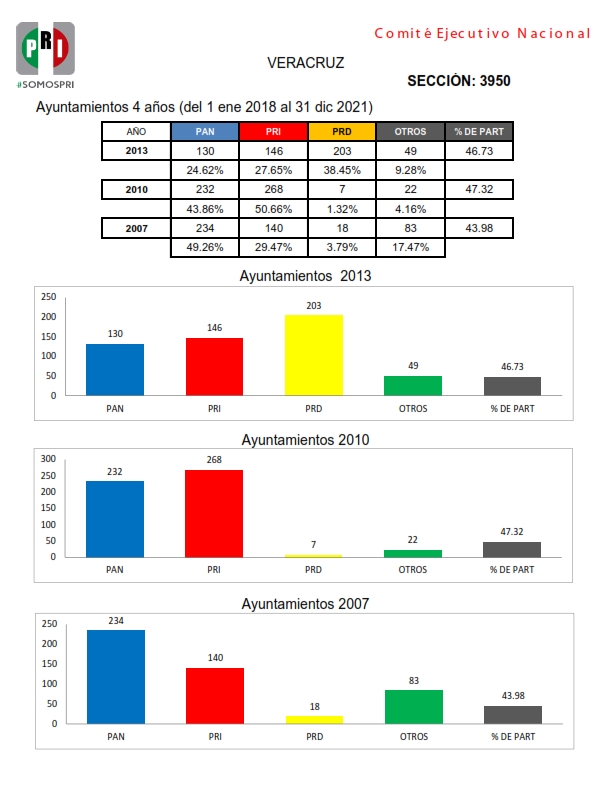 Comité Ejecutivo Nacional
PRI
#SOMOSPRI
VERACRUZ
SECCIÓN: 3950
Ayuntamientos 4 años (del 1 ene 2018 al 31 dic 2021)
AÑO PAN PRI PRD OTROS % DE PART
2013 130 146 203 49 46.73
24.62% 27.65% 38.45% 9.28%
2010 232 268 7 22 47.32
43.86% 50.66% 1.32% 4.16%
2007 234 140 18 83 43.98
49.26% 29.47% 3.79% 17.47%
Ayuntamientos 2013
250
200
150
100
50
0
130 146 203 49 46.73
PAN PRI PRD OTROS % DE PART
Ayuntamientos 2010
300
250
200
150
100
50
0
232 268 7 22 47.32
PAN PRI PRD OTROS % DE PART
Ayuntamientos 2007
250
200
150
100
50
0
234 140 18 83 43.98
PAN PRI PRD OTROS % DE PART